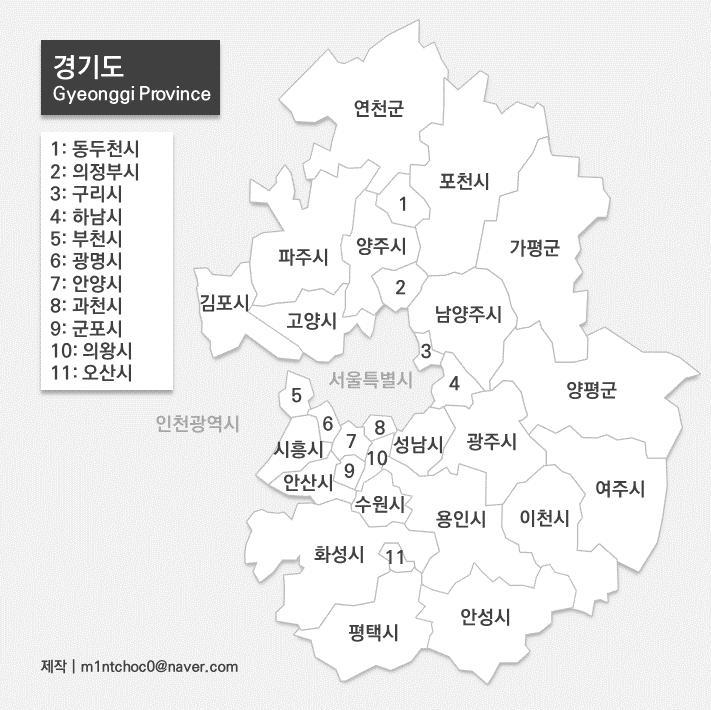 경기도
Gyeonggi Province
1: 동두천시
2: 의정부시
3: 구리시
4: 하남시
5: 부천시
6: 광명시
7: 안양시
8: 과천시
9: 군포시
10: 의왕시
11: 오산시
연천군
포천시
1
양주시
가평군
파주시
2
김포시
고양시
남양주시
3
서울특별시
4
양평군
5
인천광역시
6
8
7
시흥시
성남시
광주시
10
9
안산시
여주시
수원시
용인시
이천시
화성시
11
안성시
평택시
제작 | m1ntchoc0@naver.com